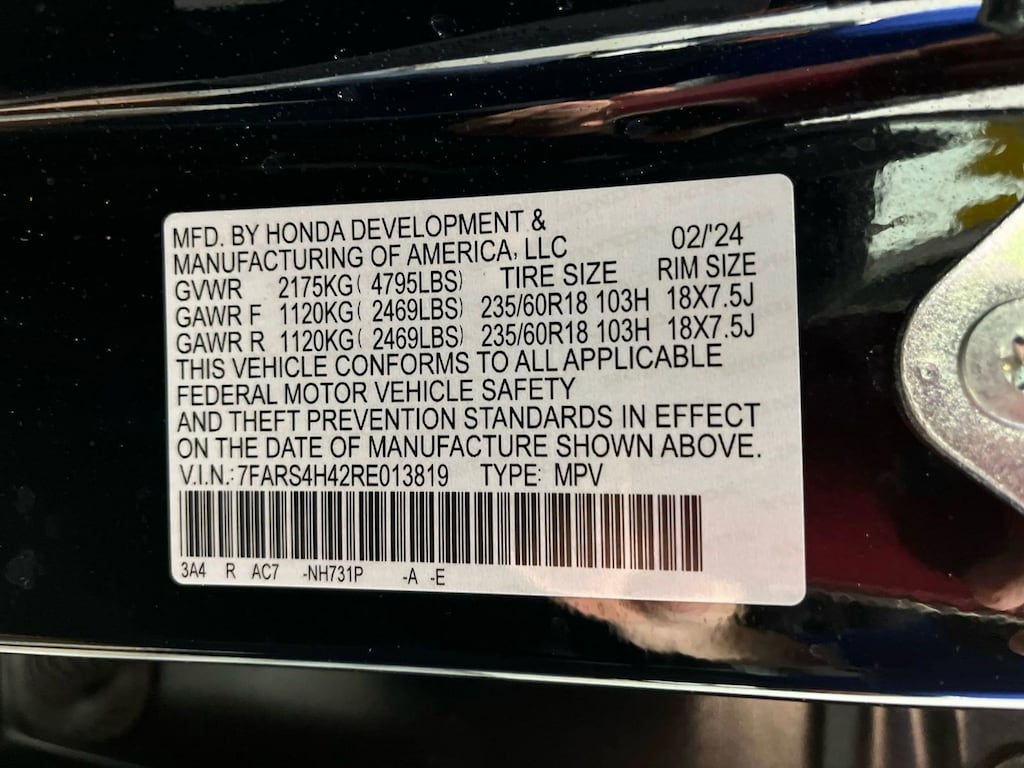 MFD. BY HONDA DEVELOPMENT &
MANUFACTURING OF AMERICA, LLC 02/'24
GVWR 2175KG( 4795LBS) TIRE SIZE RIM SIZE
GAWR F 1120KG( 2469LBS) 235/60R18 103H 18X7.5J
GAWR R 1120KG( 2469LBS) 235/60R18 103H 18X7.5J
THIS VEHICLE CONFORMS TO ALL APPLICABLE
FEDERAL MOTOR VEHICLE SAFETY
AND THEFT PREVENTION STANDARDS IN EFFECT
ON THE DATE OF MANUFACTURE SHOWN ABOVE.
V.I.N.:7FARS4H42RE013819 TYPE: MPV
3A4 R AC7 -NH731P -A -E